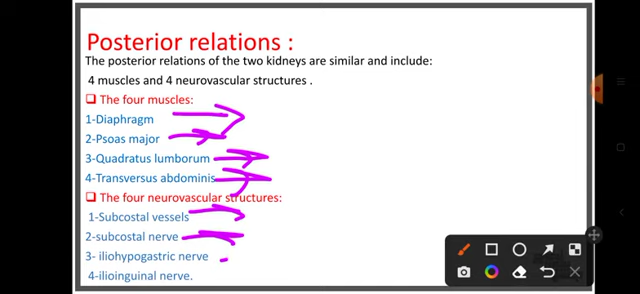 Posterior relations :
The posterior relations of the two kidneys are similar and include:
4 muscles and 4 neurovascular structures .
The four muscles:
1-Diaphragm
2-Psoas major
3-Quadratus lumborum
4-Transversus abdominis
The four neurovascular structures:
1-Subcostal vessels
2-subcostal nerve
3- iliohypogastric nerve
4-ilioinguinal nerve.